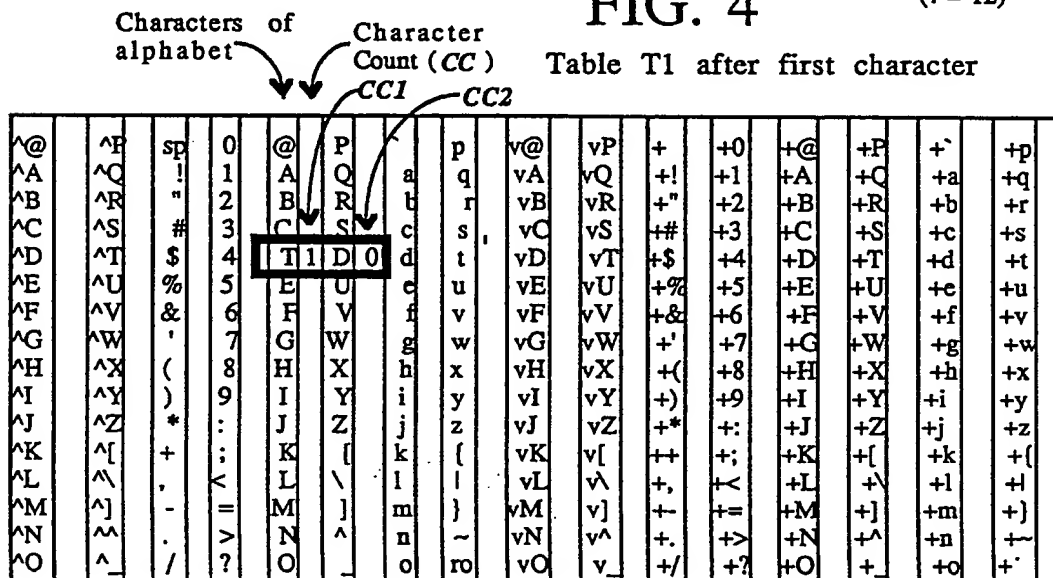 FIG. 4
Characters of alphabet
Character Count (CC)
CC1
CC2
Table T1 after first character
^@ ^P sp 0 @ P ` p v@ vP + +0 +@ +P +` +p
^A ^Q ! 1 A Q a q vA vQ +! +1 +A +Q +a +q
^B ^R " 2 B R b r vB vR +" +2 +B +R +b +r
^C ^S # 3 C S c s vC vS +# +3 +C +S +c +s
^D ^T $ 4 T 1 D 0 d t vD vT +$ +4 +D +T +d +t
^E ^U % 5 E U e u vE vU +% +5 +E +U +e +u
^F ^V & 6 F V f v vF vV +& +6 +F +V +f +v
^G ^W ' 7 G W g w vG vW +' +7 +G +W +g +w
^H ^X ( 8 H X h x vH vX +( +8 +H +X +h +x
^I ^Y ) 9 I Y i y vI vY +) +9 +I +Y +i +y
^J ^Z * : J Z j z vJ vZ +* +: +J +Z +j +z
^K ^[ + ; K [ k { vK v[ ++ +; +K +[ +k +{
^L ^\ , < L \ l | vL v\ +, +< +L +\ +l +|
^M ^] - = M ] m } vM v] +- += +M +] +m +}
^N ^^ . > N ^ n ~ vN v^ +. +> +N +^ +n +~
^O ^_ / ? O _ o ro vO v_ +/ +? +O +_ +o +